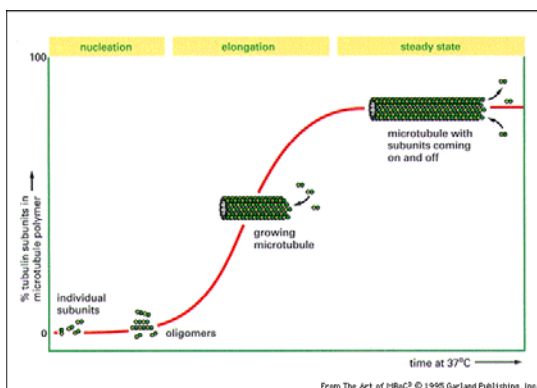 nucleation
elongation
steady state
100
% tubulin subunits in
microtubule polymer
microtubule with
subunits coming
on and off
growing
microtubule
individual
subunits
oligomers
0
time at 37°C
From The Art of MBoC³ © 1995 Garland Publishing, Inc.